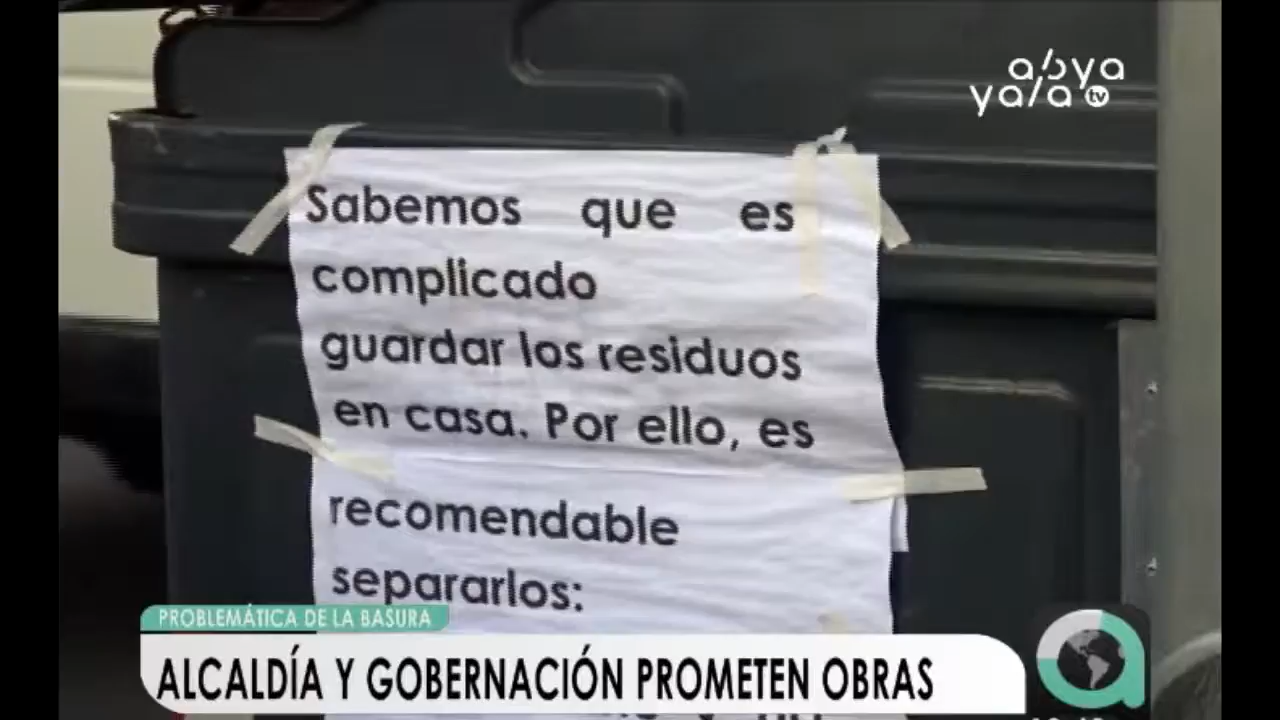 abya
yala tv
Sabemos que es
complicado
guardar los residuos
en casa. Por ello, es
recomendable
separarlos:
PROBLEMÁTICA DE LA BASURA
ALCALDÍA Y GOBERNACIÓN PROMETEN OBRAS